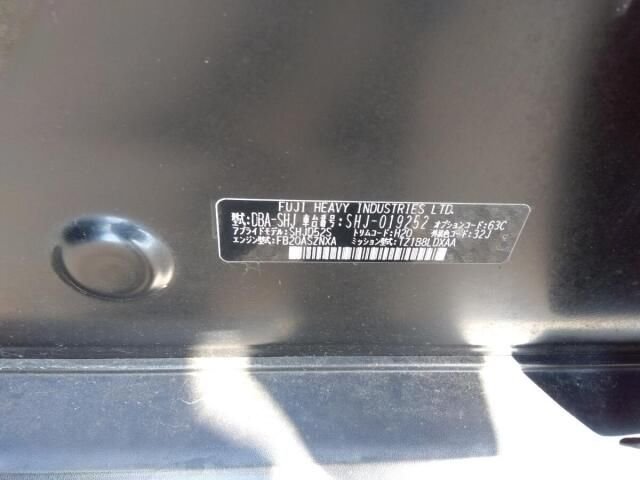 FUJI HEAVY INDUSTRIES LTD.
型式:DBA-SHJ 車台番号:SHJ-019252 オプションコード:63C
アプライドモデル:SHJD52S トリムコード:H20 外装色コード:32J
エンジン型式:FB20ASZNXA ミッション型式:TZ1B8LDXAA